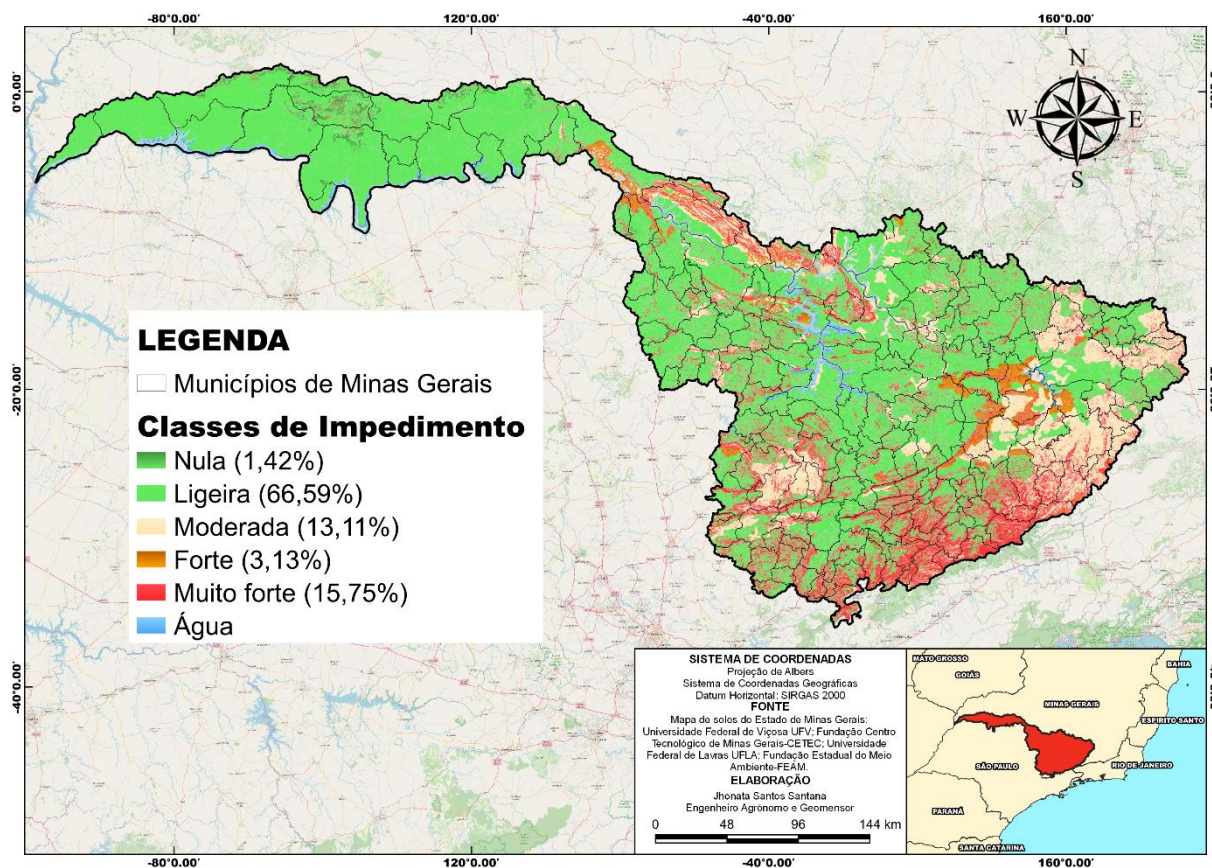 -80°0.00′ 120°0.00′ -40°0.00′ 160°0.00′
0°0.00′
N
W E
S
LEGENDA
Municípios de Minas Gerais
Classes de Impedimento
Nula (1,42%)
Ligeira (66,59%)
Moderada (13,11%)
Forte (3,13%)
Muito forte (15,75%)
Água
-20°0.00′
-40°0.00′
SISTEMA DE COORDENADAS
Projeção de Albers
Sistema de Coordenadas Geográficas
Datum Horizontal: SIRGAS 2000
FONTE
Mapa de solos do Estado de Minas Gerais:
Universidade Federal de Viçosa UFV; Fundação Centro
Tecnológico de Minas Gerais-CETEC; Universidade
Federal de Lavras UFLA; Fundação Estadual do Meio
Ambiente-FEAM.
ELABORAÇÃO
Jhonata Santos Santana
Engenheiro Agrônomo e Geomensor
0 48 96 144 km
MATO GROSSO
BAHIA
GOIÁS
MINAS GERAIS
ESPIRITO SANTO
SÃO PAULO
RIO DE JANEIRO
PARANÁ
SANTA CATARINA
-80°0.00′ 120°0.00′ -40°0.00′ 160°0.00′